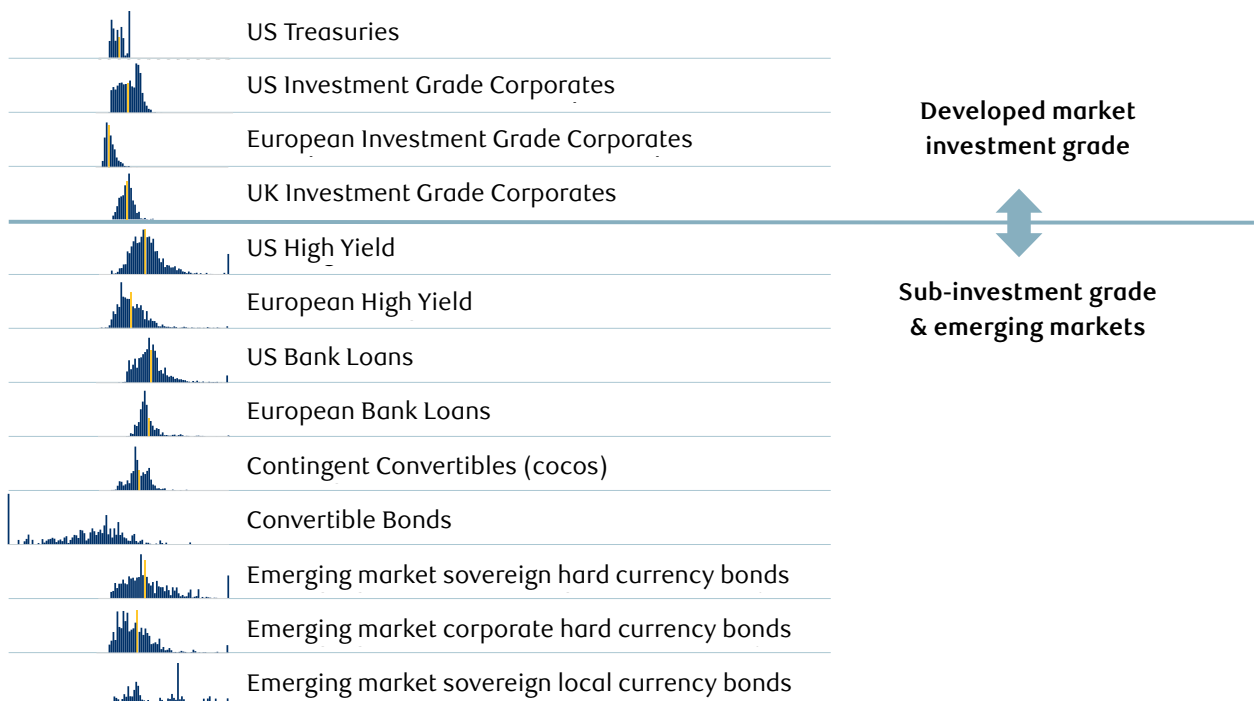 US Treasuries
US Investment Grade Corporates
European Investment Grade Corporates
UK Investment Grade Corporates
US High Yield
European High Yield
US Bank Loans
European Bank Loans
Contingent Convertibles (cocos)
Convertible Bonds
Emerging market sovereign hard currency bonds
Emerging market corporate hard currency bonds
Emerging market sovereign local currency bonds
Developed market
investment grade
Sub-investment grade
& emerging markets